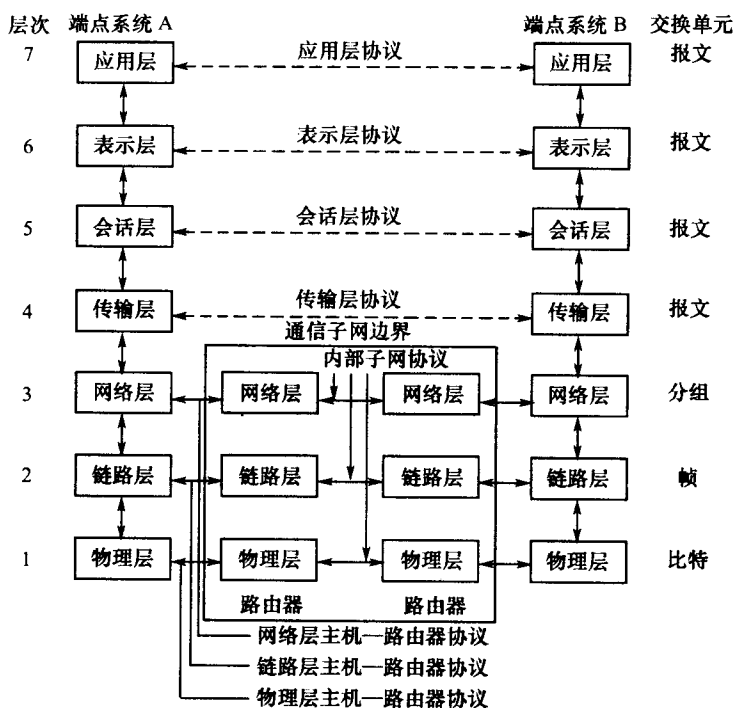 层次 端点系统 A 端点系统 B 交换单元
7 应用层 应用层协议 应用层 报文
6 表示层 表示层协议 表示层 报文
5 会话层 会话层协议 会话层 报文
4 传输层 传输层协议 传输层 报文
通信子网边界
内部子网协议
3 网络层 网络层 网络层 网络层 分组
2 链路层 链路层 链路层 链路层 帧
1 物理层 物理层 物理层 物理层 比特
路由器 路由器
网络层主机—路由器协议
链路层主机—路由器协议
物理层主机—路由器协议